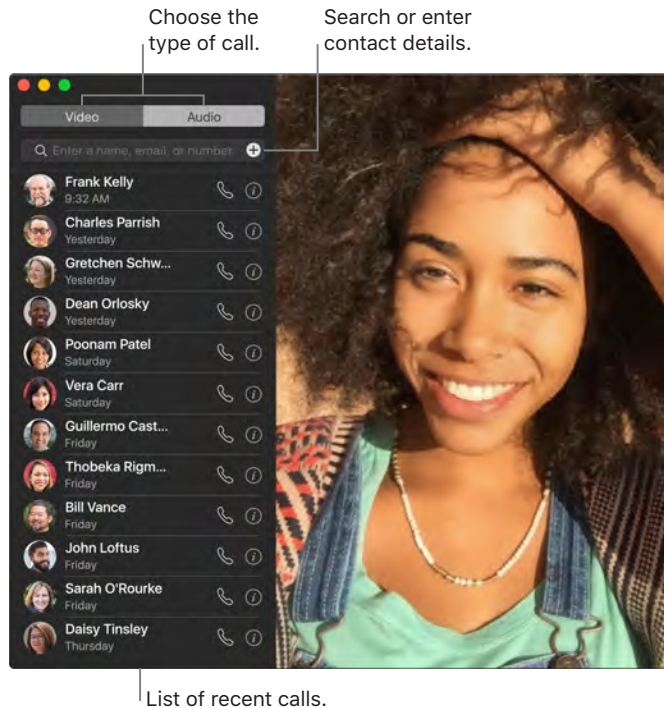 Choose the
type of call.
Search or enter
contact details.
Video
Audio
Enter a name, email, or number
Frank Kelly
9:32 AM
Charles Parrish
Yesterday
Gretchen Schw...
Yesterday
Dean Orlosky
Yesterday
Poonam Patel
Saturday
Vera Carr
Saturday
Guillermo Cast...
Friday
Thobeka Rigm...
Friday
Bill Vance
Friday
John Loftus
Friday
Sarah O'Rourke
Friday
Daisy Tinsley
Thursday
List of recent calls.